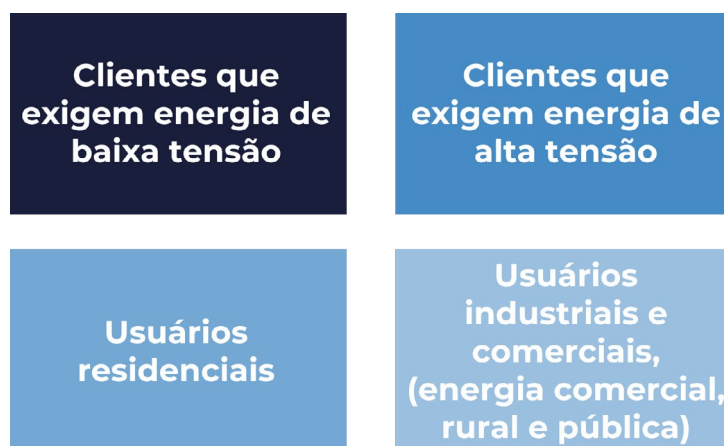 Clientes que
exigem energia de
baixa tensão
Clientes que
exigem energia de
alta tensão
Usuários
residenciais
Usuários
industriais e
comerciais,
(energia comercial,
rural e pública)